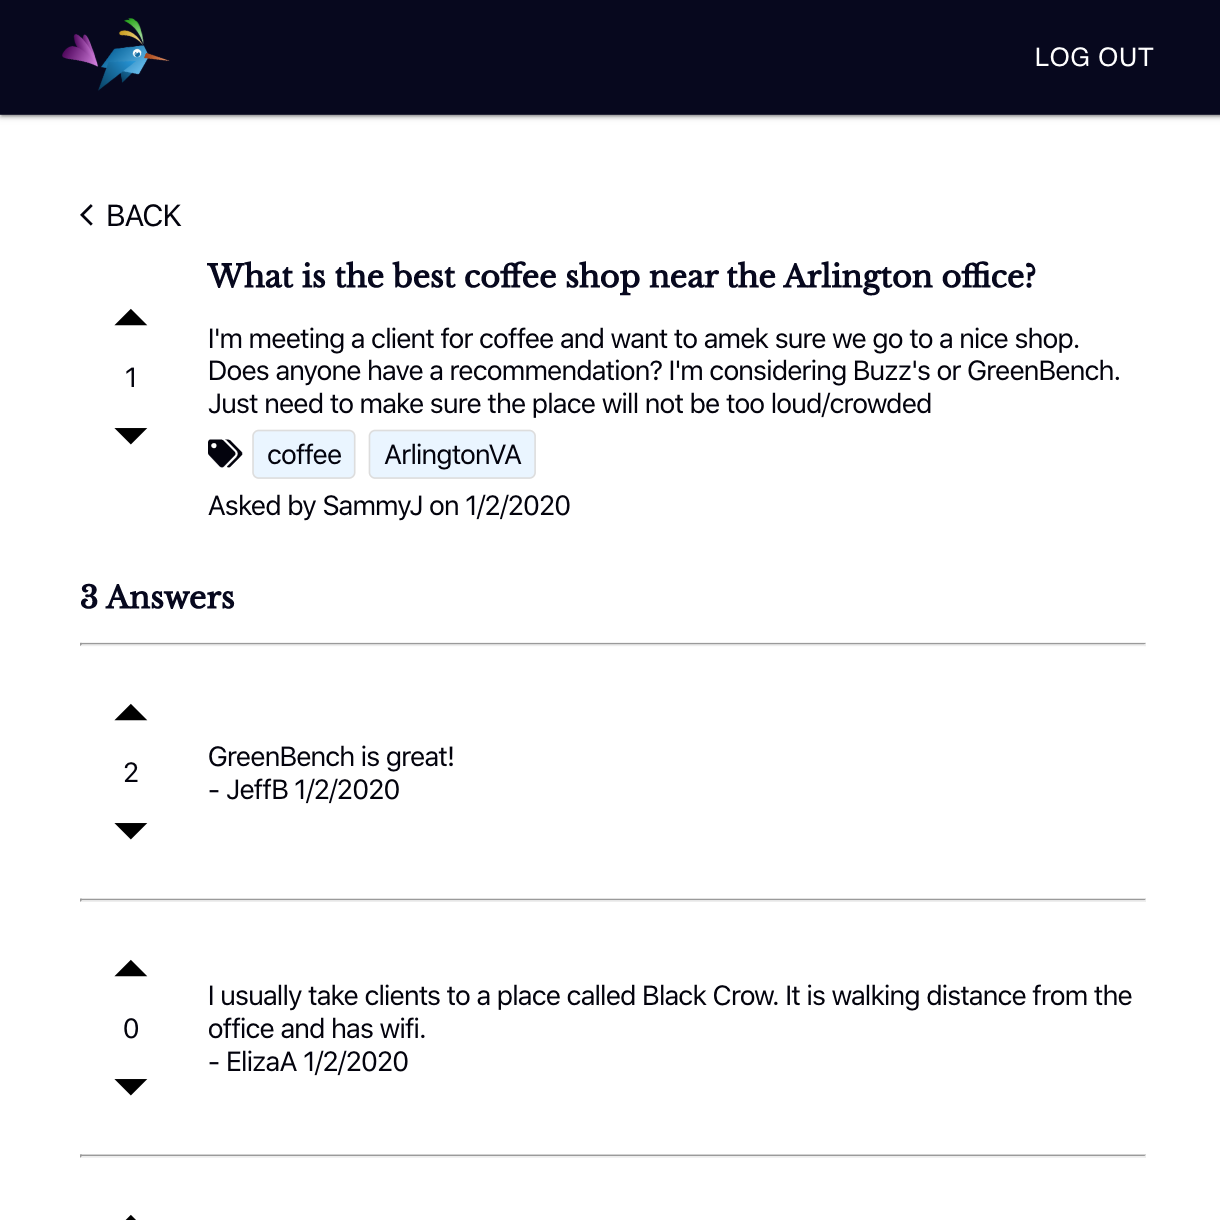 LOG OUT
BACK
What is the best coffee shop near the Arlington office?
I'm meeting a client for coffee and want to amek sure we go to a nice shop.
Does anyone have a recommendation? I'm considering Buzz's or GreenBench.
Just need to make sure the place will not be too loud/crowded
1
coffee ArlingtonVA
Asked by SammyJ on 1/2/2020
3 Answers
GreenBench is great!
2
- JeffB 1/2/2020
I usually take clients to a place called Black Crow. It is walking distance from the
0
office and has wifi.
- ElizaA 1/2/2020